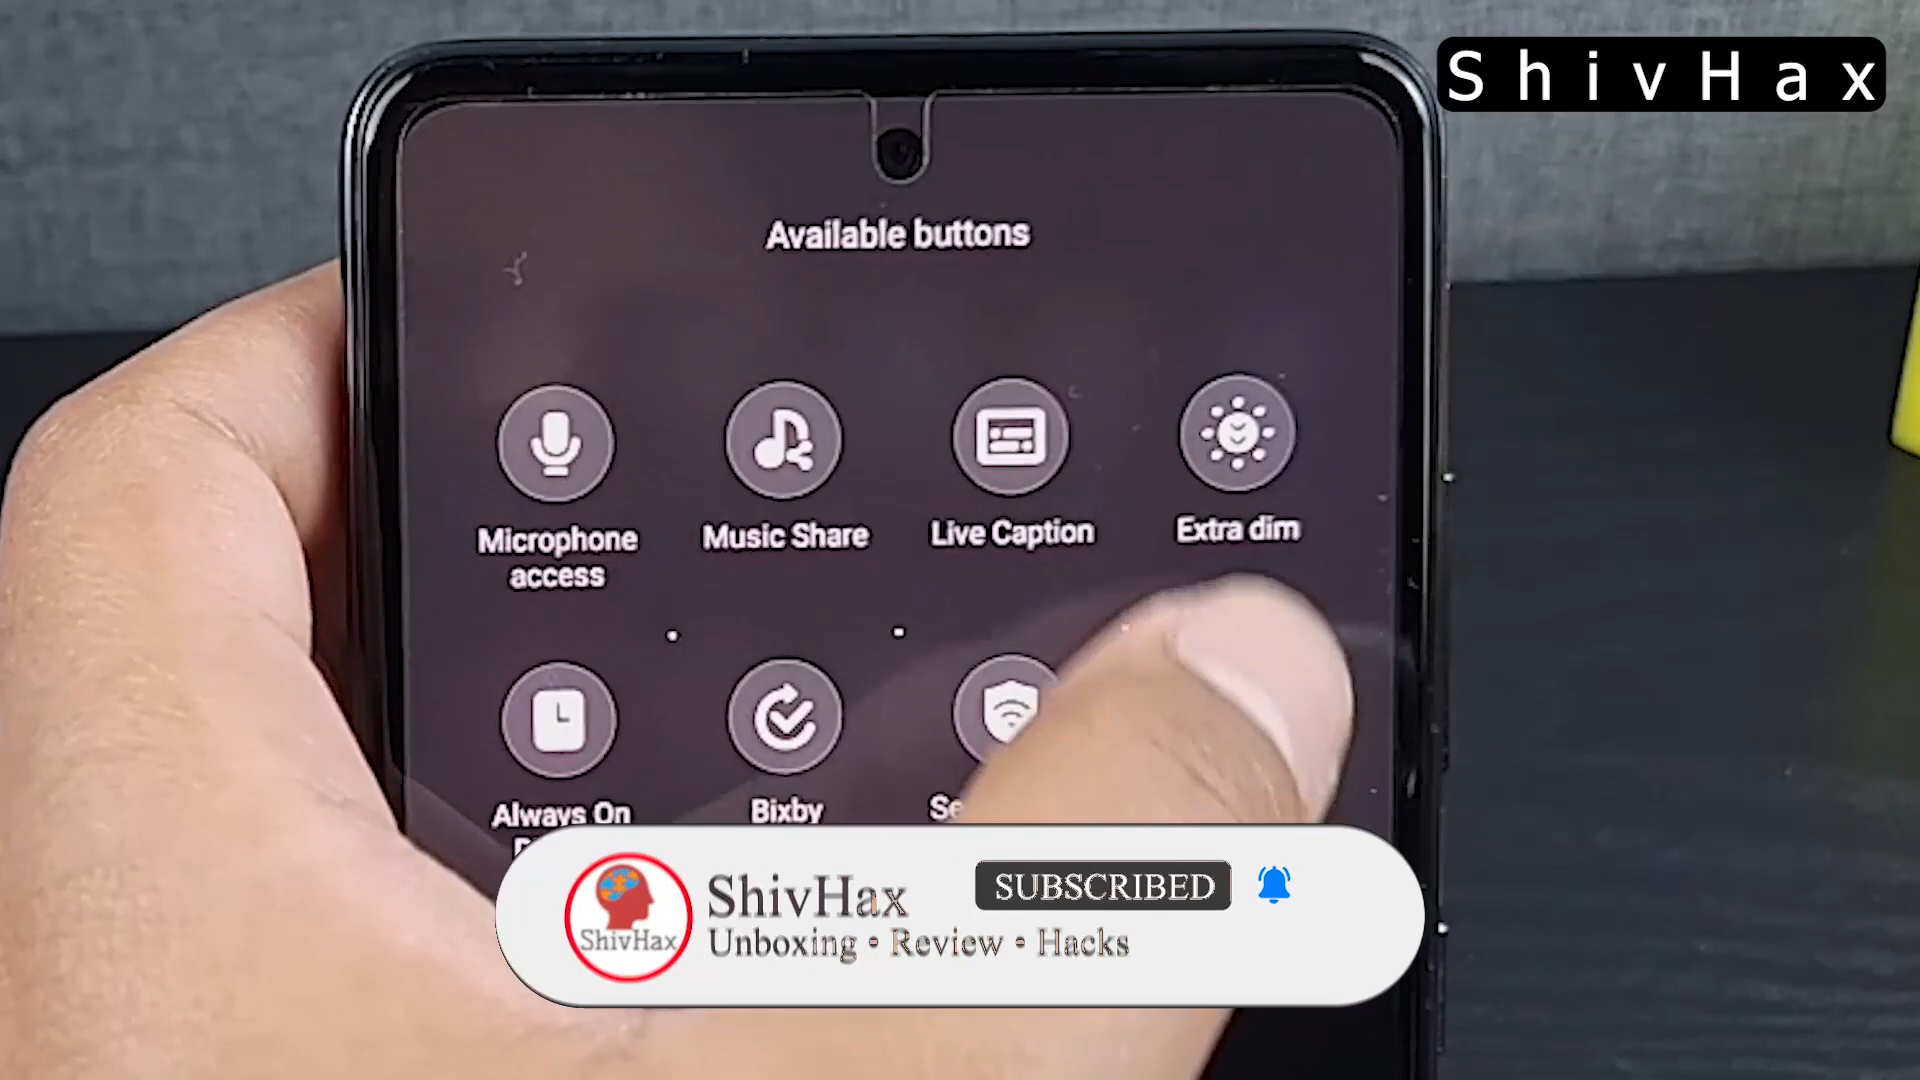 ShivHax
Available buttons
Microphone
access
Music Share
Live Caption
Extra dim
Always On
Bixby
ShivHax
ShivHax
SUBSCRIBED
Unboxing • Review • Hacks